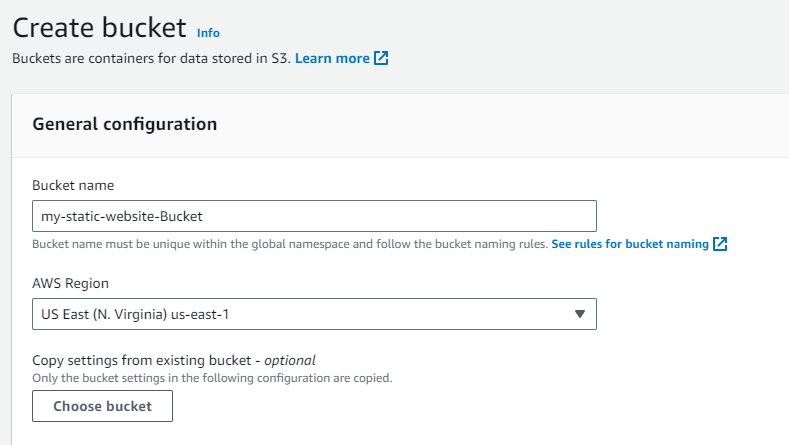 Create bucket Info
Buckets are containers for data stored in S3. Learn more
General configuration
Bucket name
my-static-website-Bucket
Bucket name must be unique within the global namespace and follow the bucket naming rules. See rules for bucket naming
AWS Region
US East (N. Virginia) us-east-1
Copy settings from existing bucket - optional
Only the bucket settings in the following configuration are copied.
Choose bucket